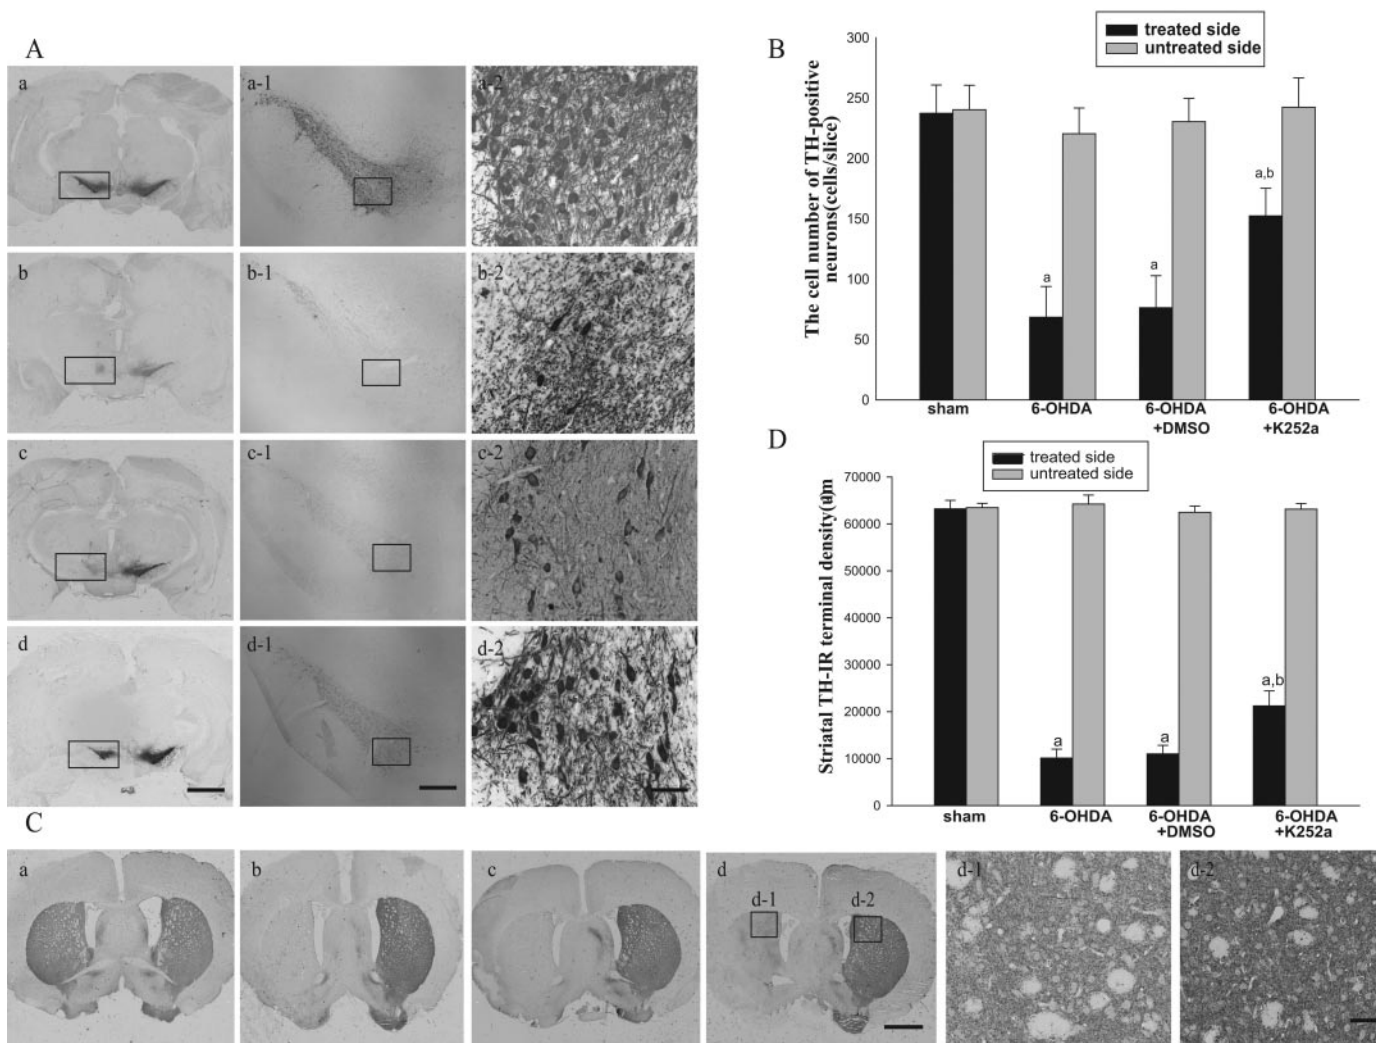 A
a
a-1
a-2
b
b-1
b-2
c
c-1
c-2
d
d-1
d-2
B
treated side
untreated side
The cell number of TH-positive
neurons(cells/slice)
300
250
200
150
100
50
0
a
a
a,b
sham
6-OHDA
6-OHDA
+DMSO
6-OHDA
+K252a
D
treated side
untreated side
Striatal TH-IR terminal density(u)m
70000
60000
50000
40000
30000
20000
10000
0
a
a
a,b
sham
6-OHDA
6-OHDA
+DMSO
6-OHDA
+K252a
C
a
b
c
d
d-1
d-2
d-1
d-2